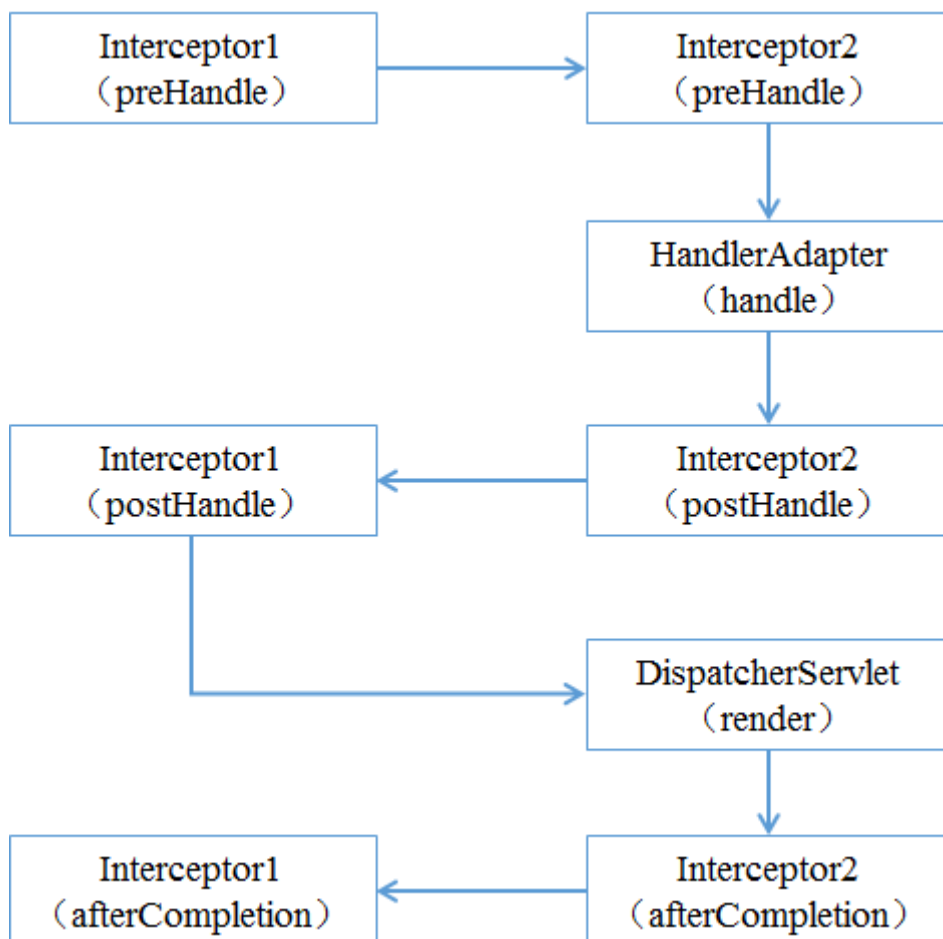 Interceptor1
（preHandle）
Interceptor2
（preHandle）
HandlerAdapter
（handle）
Interceptor1
（postHandle）
Interceptor2
（postHandle）
DispatcherServlet
（render）
Interceptor1
（afterCompletion）
Interceptor2
（afterCompletion）